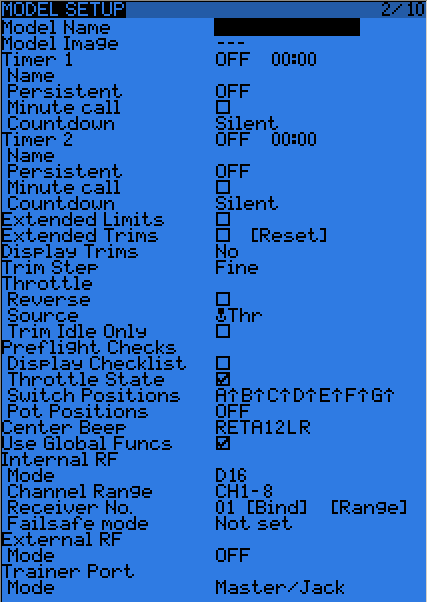 MODEL SETUP 2/10
Model Name
Model Image ---
Timer 1 OFF 00:00
Name
Persistent OFF
Minute call
Countdown Silent
Timer 2 OFF 00:00
Name
Persistent OFF
Minute call
Countdown Silent
Extended Limits
Extended Trims [Reset]
Display Trims No
Trim Step Fine
Throttle
Reverse
Source Thr
Trim Idle Only
Preflight Checks
Display Checklist
Throttle State
Switch Positions A↑B↑C↑D↑E↑F↑G↑
Pot Positions OFF
Center Beep RETA12LR
Use Global Funcs
Internal RF
Mode D16
Channel Range CH1-8
Receiver No. 01 [Bind] [Range]
Failsafe mode Not set
External RF
Mode OFF
Trainer Port
Mode Master/Jack